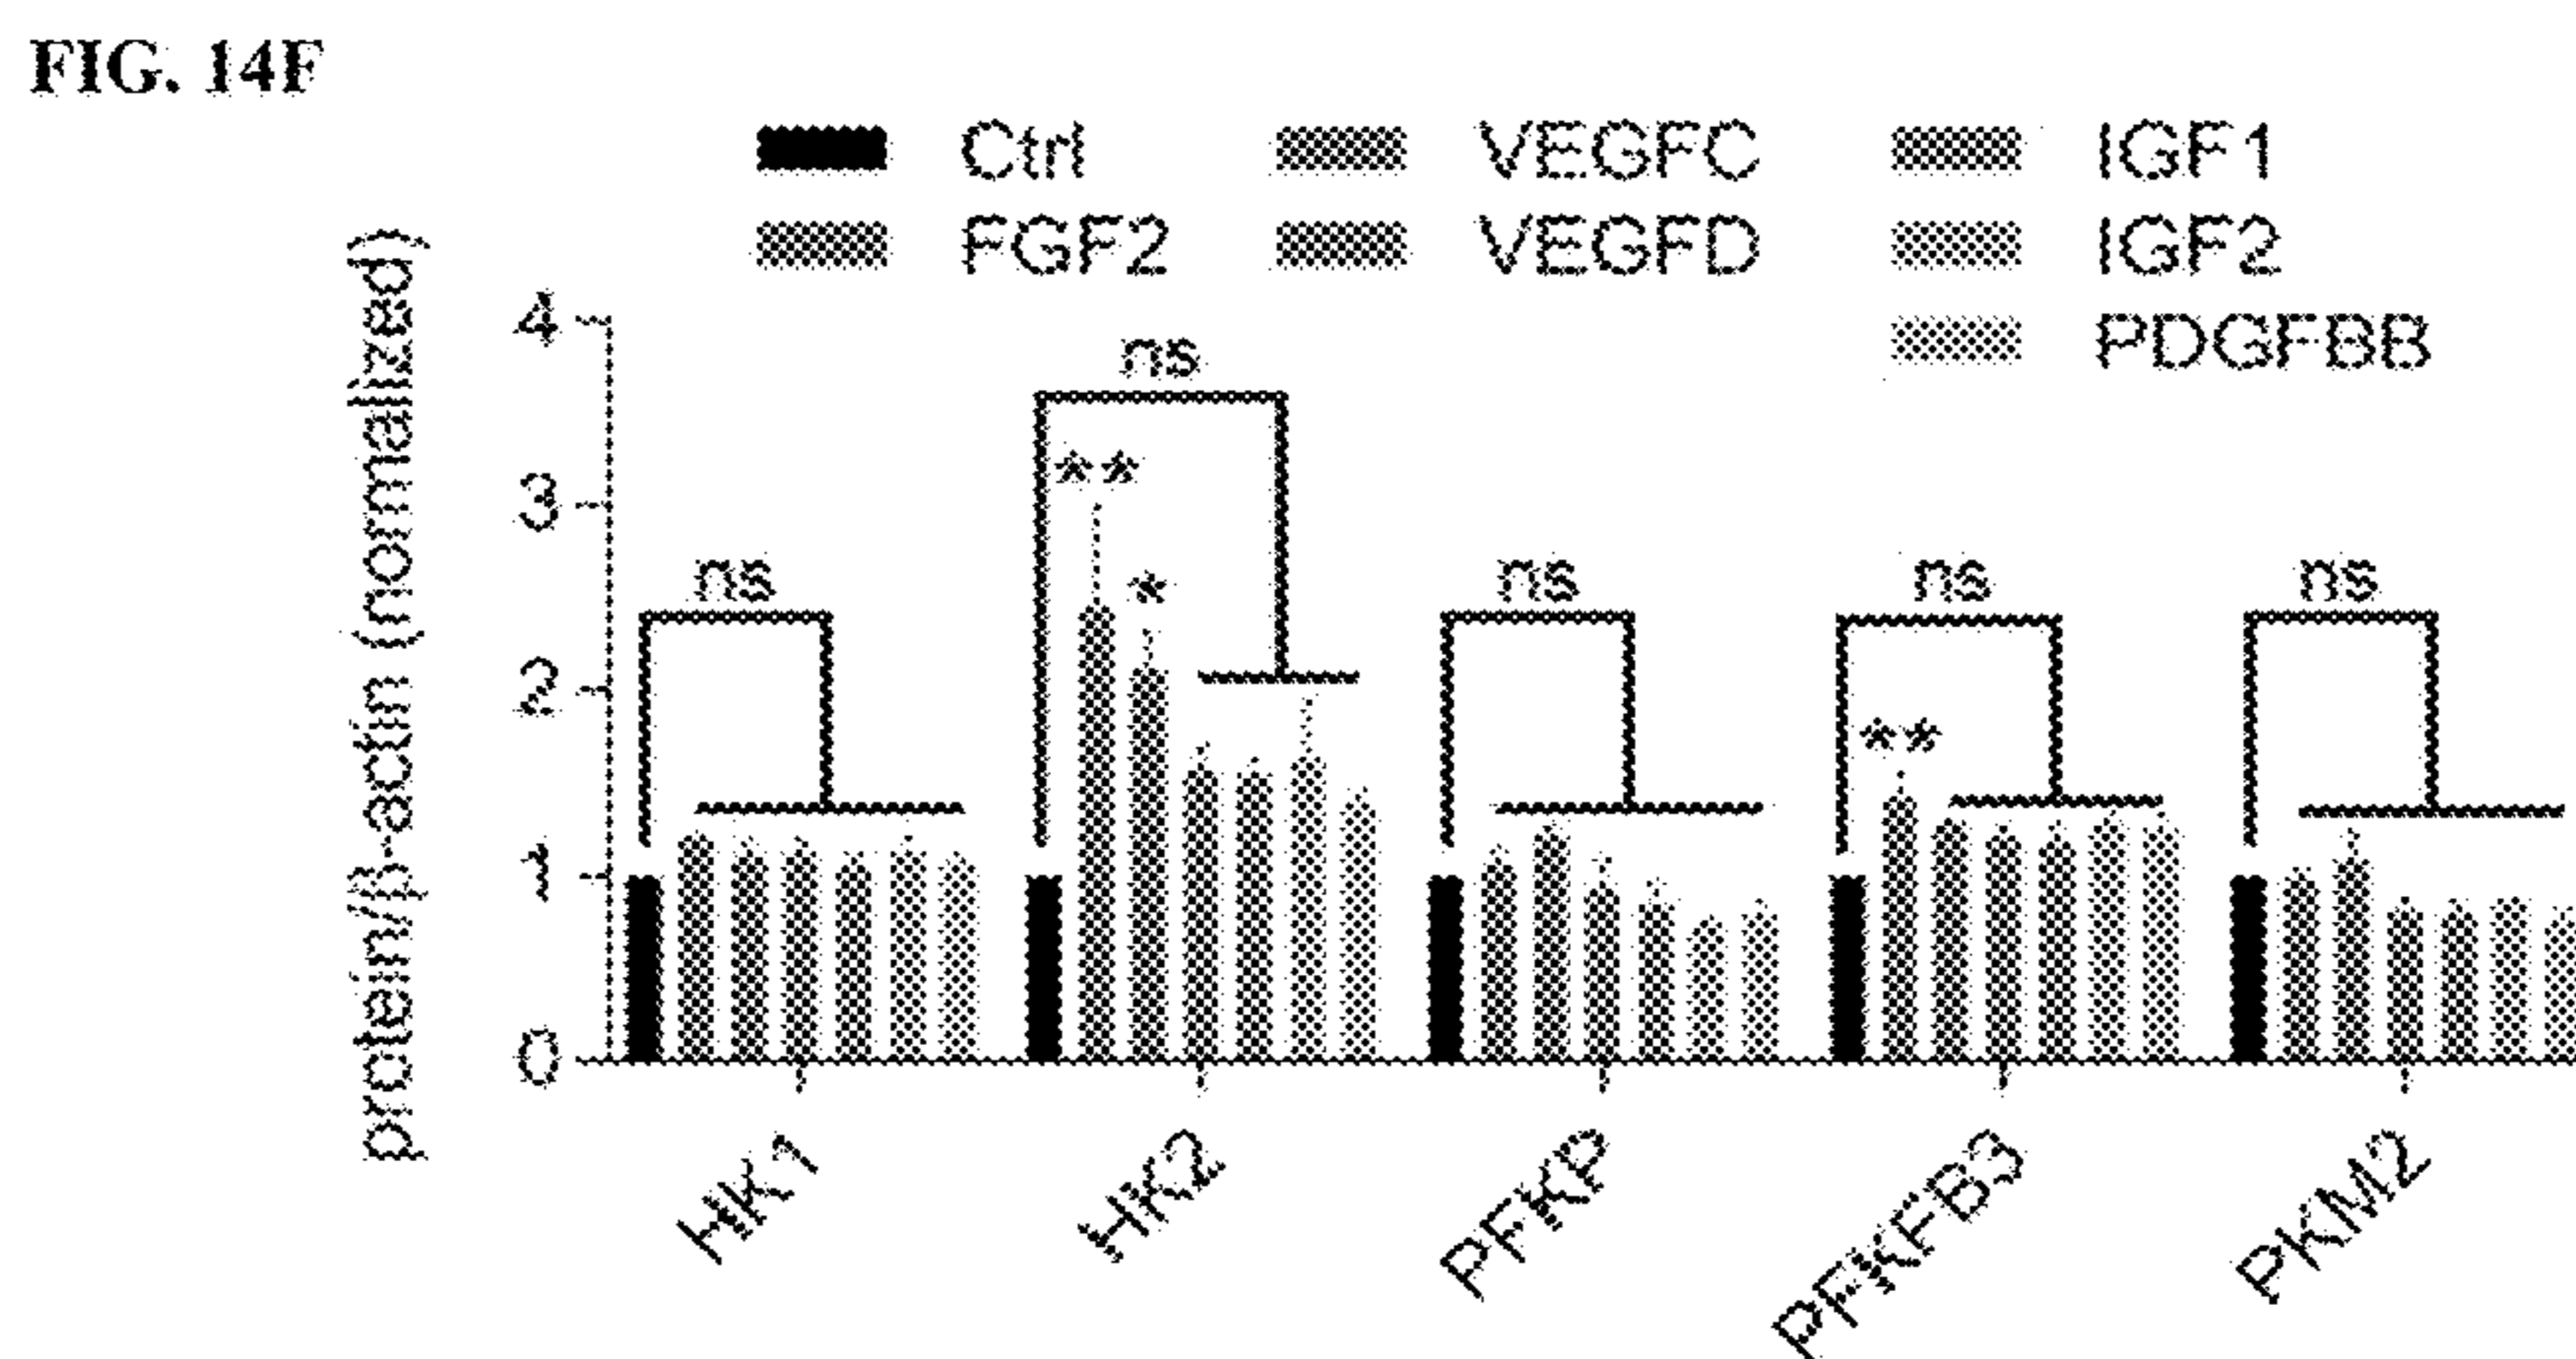 FIG. 14F
Ctrl VEGFC IGF1
FGF2 VEGFD IGF2
PDGFBB
protein/β-actin (normalized)
4
3
2
1
0
ns
ns
ns
ns
ns
**
*
**
HK1 HK2 PFKP PFKFB3 PKM2